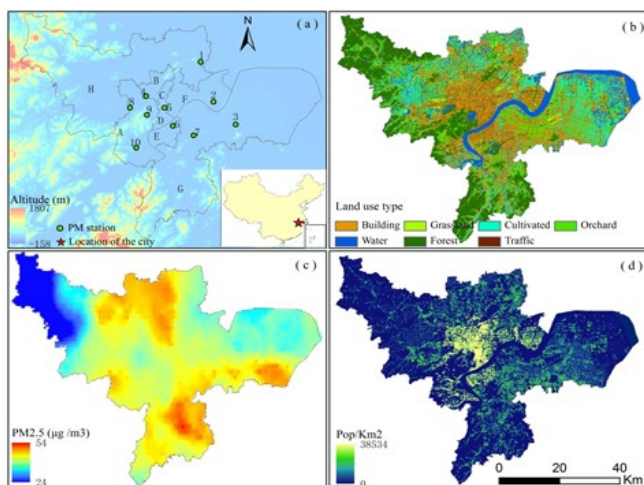 ( a )
N
1
B
C
2
H
F
8
9
3
D
A
E
7
10
G
Altitude (m)
1807
-158
PM station
Location of the city
( b )
Land use type
Building Grassland Cultivated Orchard
Water Forest Traffic
( c )
PM2.5 (μg /m3)
54
24
( d )
Pop/Km2
38534
0
0 20 40
Km